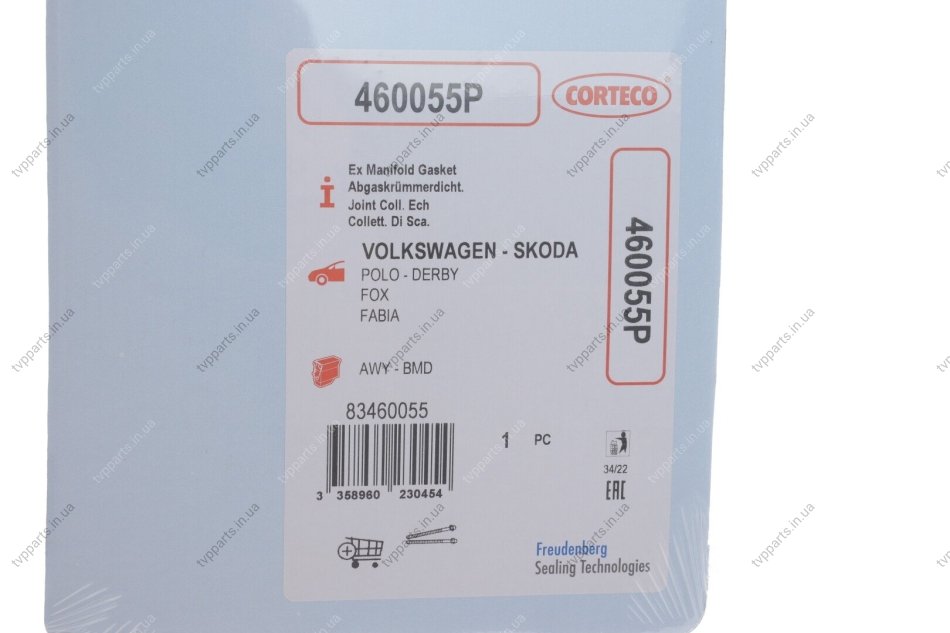 460055P
CORTECO
Ex Manifold Gasket
Abgaskrümmerdicht.
Joint Coll. Ech
Collett. Di Sca.
460055P
VOLKSWAGEN - SKODA
POLO - DERBY
FOX
FABIA
AWY - BMD
83460055
1 PC
3 358960 230454
34/22
EAC
Freudenberg
Sealing Technologies
tvpparts.in.ua